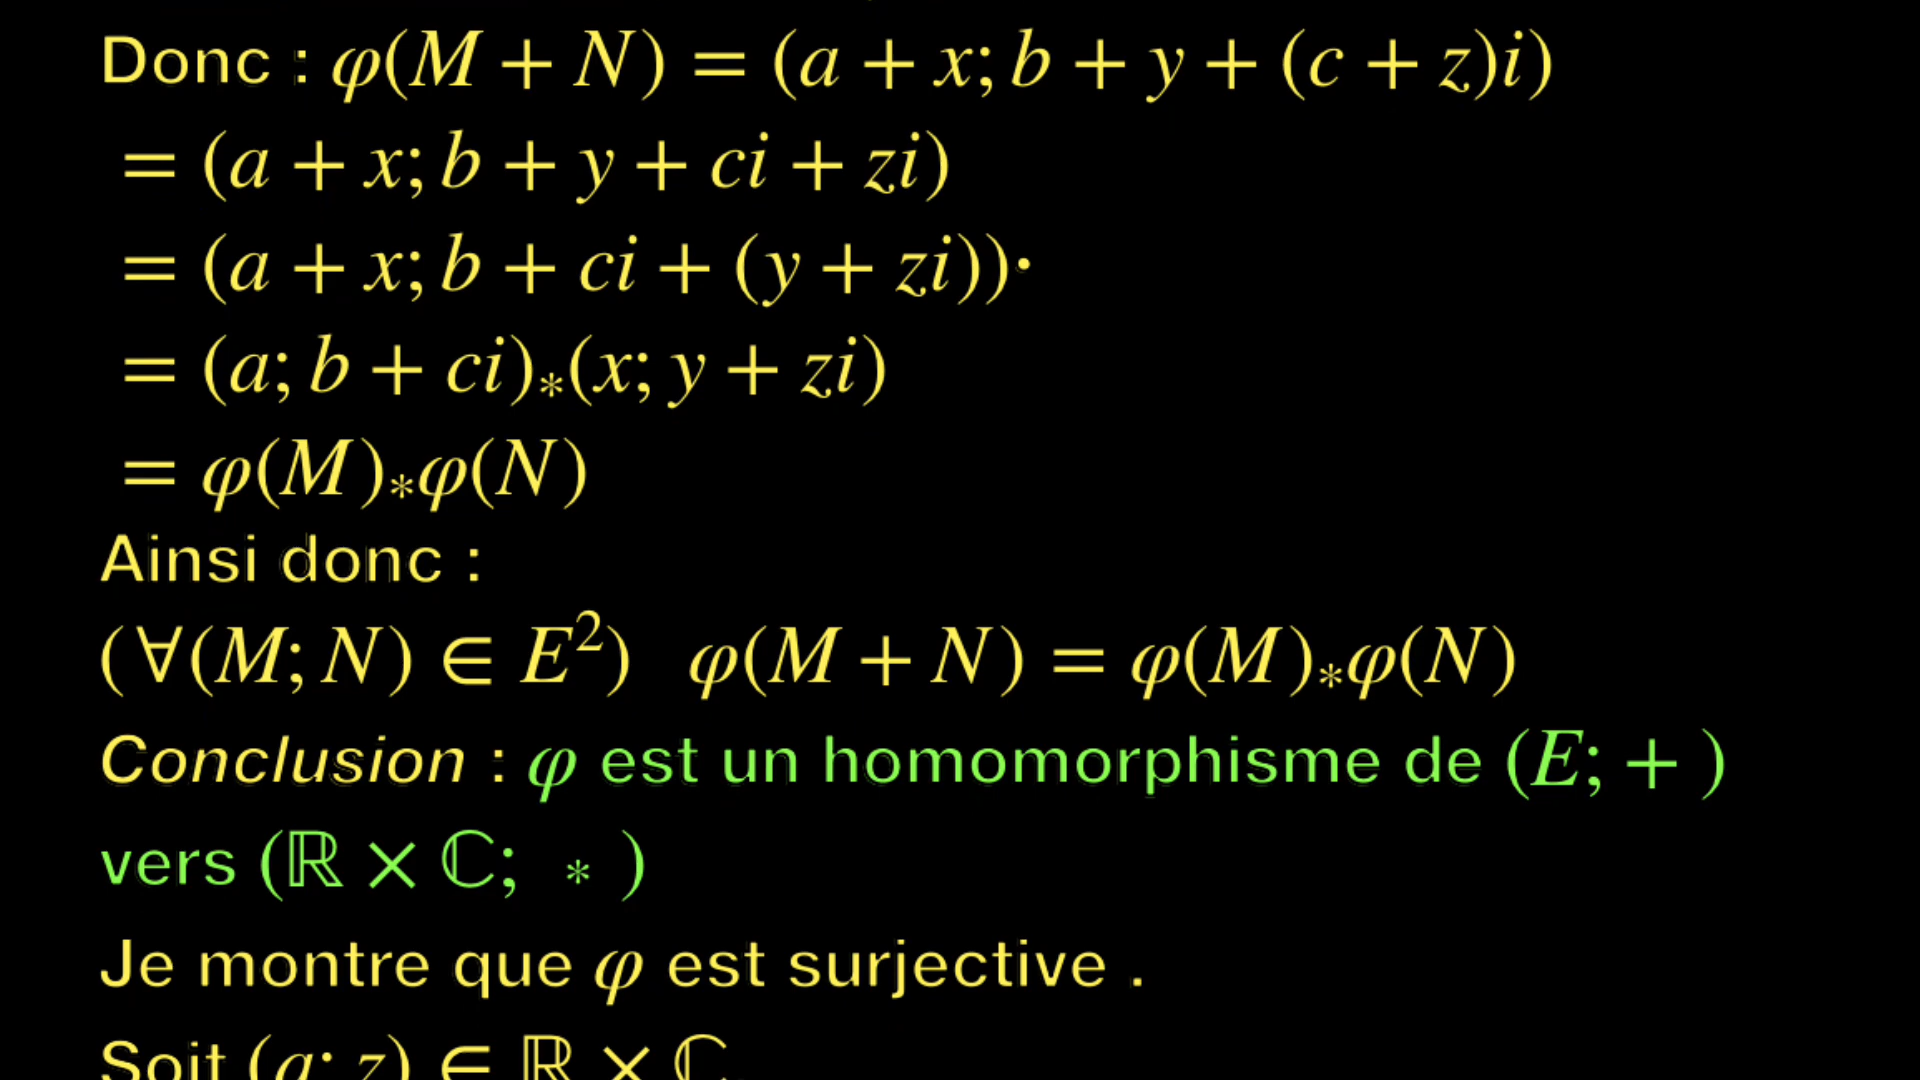 Donc : φ(M + N) = (a + x; b + y + (c + z)i)
= (a + x; b + y + ci + zi)
= (a + x; b + ci + (y + zi))·
= (a; b + ci)*(x; y + zi)
= φ(M)*φ(N)
Ainsi donc :
(∀(M; N) ∈ E²) φ(M + N) = φ(M)*φ(N)
Conclusion : φ est un homomorphisme de (E; + )
vers (ℝ × ℂ; * )
Je montre que φ est surjective .
Soit (a; z) ∈ ℝ × ℂ